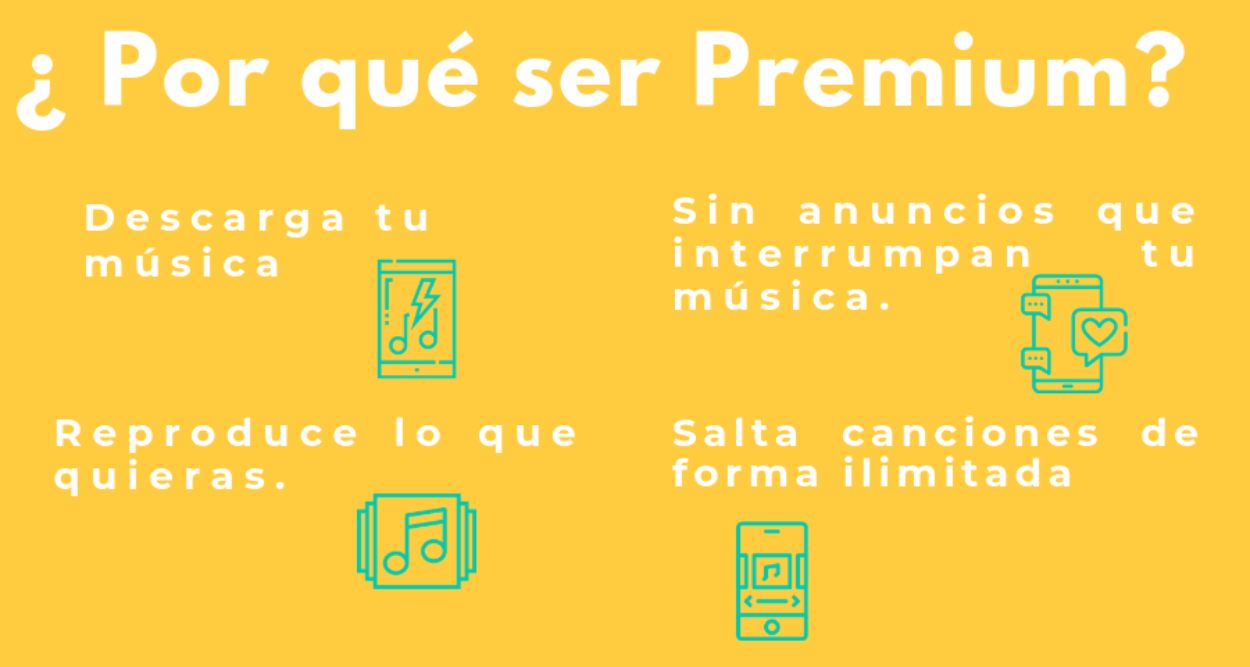 ¿ Por qué ser Premium?
Descarga tu
música
Sin anuncios que
interrumpan tu
música.
Reproduce lo que
quieras.
Salta canciones de
forma ilimitada